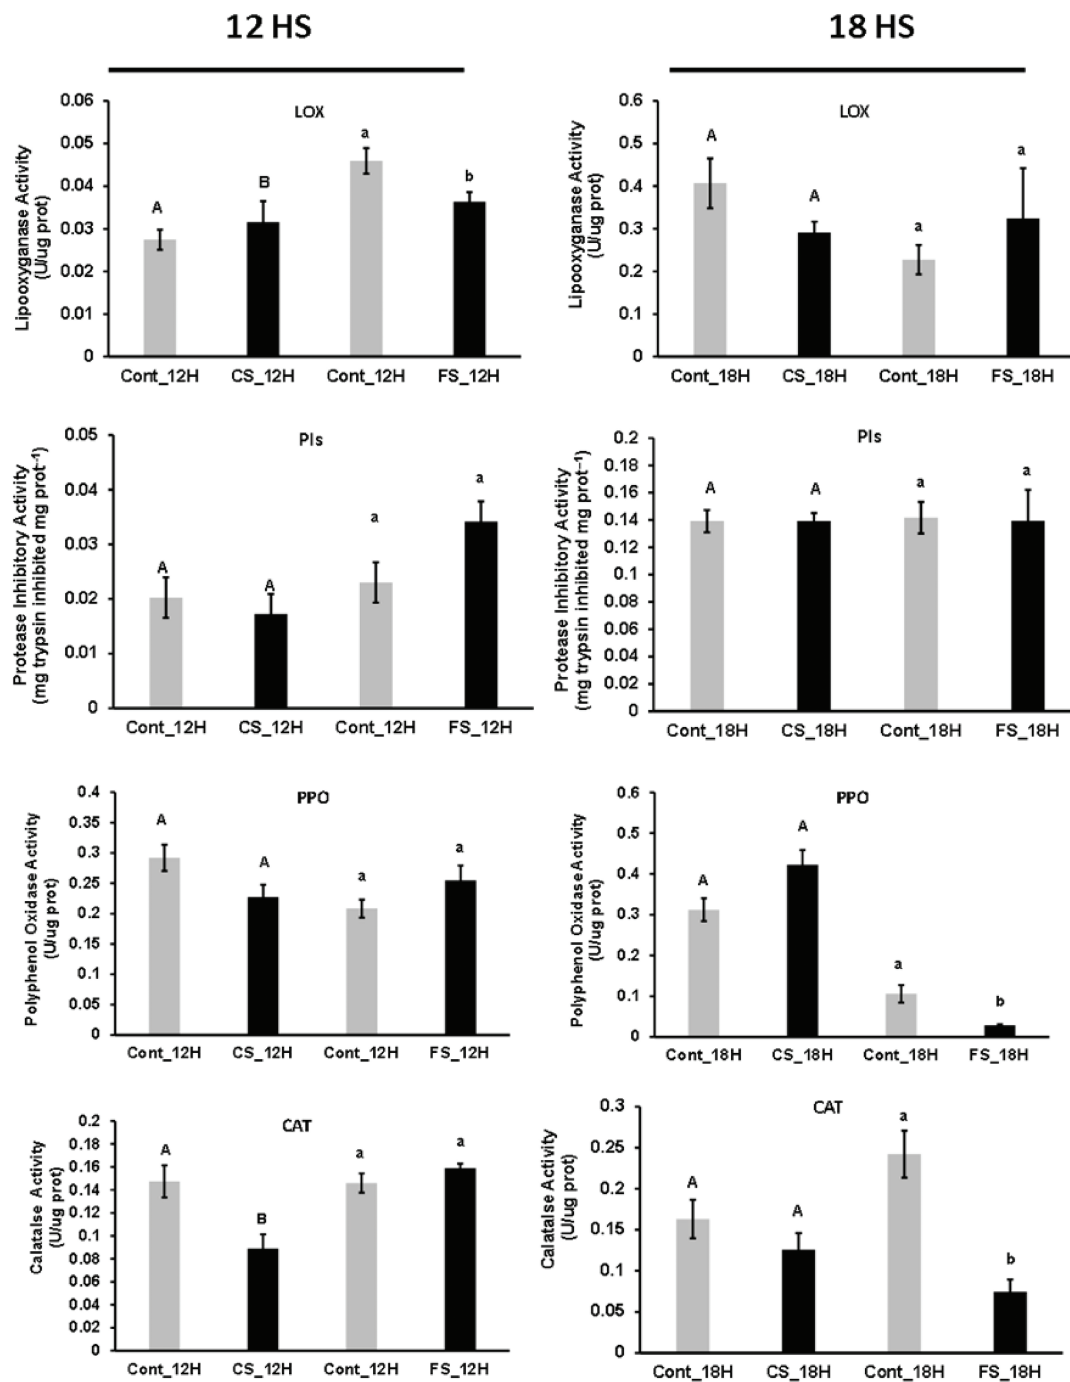 12 HS
18 HS
LOX
Lipooxyganase Activity
(U/ug prot)
0.06
0.05
0.04
0.03
0.02
0.01
0
A
B
a
b
Cont_12H CS_12H Cont_12H FS_12H
LOX
Lipooxyganase Activity
(U/ug prot)
0.6
0.5
0.4
0.3
0.2
0.1
0
A
A
a
a
Cont_18H CS_18H Cont_18H FS_18H
PIs
Protease Inhibitory Activity
(mg trypsin inhibited mg prot⁻¹)
0.05
0.04
0.03
0.02
0.01
0
A
A
a
a
Cont_12H CS_12H Cont_12H FS_12H
PIs
Protease Inhibitory Activity
(mg trypsin inhibited mg prot⁻¹)
0.2
0.18
0.16
0.14
0.12
0.1
0.08
0.06
0.04
0.02
0
A
A
a
a
Cont_18H CS_18H Cont_18H FS_18H
PPO
Polyphenol Oxidase Activity
(U/ug prot)
0.4
0.35
0.3
0.25
0.2
0.15
0.1
0.05
0
A
A
a
a
Cont_12H CS_12H Cont_12H FS_12H
PPO
Polyphenol Oxidase Activity
(U/ug prot)
0.6
0.5
0.4
0.3
0.2
0.1
0
A
A
a
b
Cont_18H CS_18H Cont_18H FS_18H
CAT
Calatalse Activity
(U/ug prot)
0.2
0.18
0.16
0.14
0.12
0.1
0.08
0.06
0.04
0.02
0
A
B
a
a
Cont_12H CS_12H Cont_12H FS_12H
CAT
Calatalse Activity
(U/ug prot)
0.3
0.25
0.2
0.15
0.1
0.05
0
A
A
a
b
Cont_18H CS_18H Cont_18H FS_18H